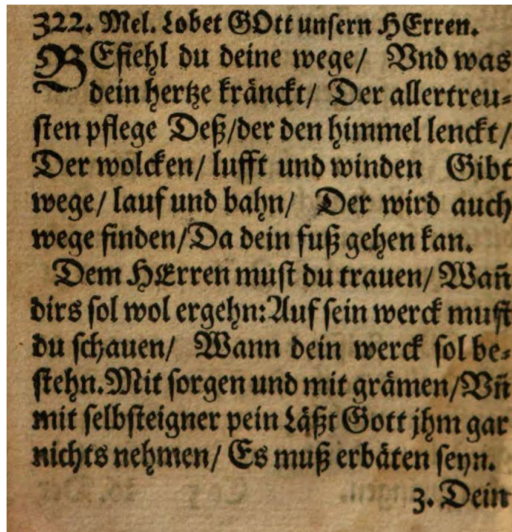 322. Mel. Lobet GOtt unsern HErren.
BEfiehl du deine wege/ Vnd was
dein hertze kränckt/ Der allertreu-
sten pflege Deß/der den himmel lenckt/
Der wolcken/ lufft und winden Gibt
wege/ lauf und bahn/ Der wird auch
wege finden/Da dein fuß gehen kan.
Dem HErren must du trauen/ Wañ
dirs sol wol ergehn: Auf sein werck must
du schauen/ Wann dein werck sol be-
stehn. Mit sorgen und mit grämen/Vñ
mit selbsteigner pein Läßt Gott jhm gar
nichts nehmen/ Es muß erbäten seyn.
3. Dein